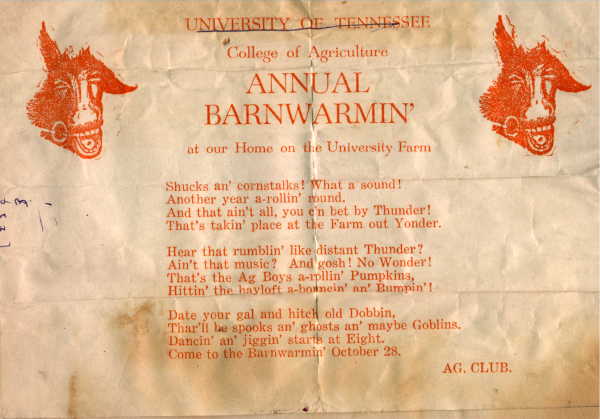 UNIVERSITY OF TENNESSEE
College of Agriculture
ANNUAL
BARNWARMIN'
at our Home on the University Farm
Shucks an' cornstalks! What a sound!
Another year a-rollin' round.
And that ain't all, you c'n bet by Thunder!
That's takin' place at the Farm out Yonder.
Hear that rumblin' like distant Thunder?
Ain't that music? And gosh! No Wonder!
That's the Ag Boys a-rollin' Pumpkins,
Hittin' the hayloft a-bouncin' an' Bumpin'!
Date your gal and hitch old Dobbin,
Thar'll be spooks an' ghosts an' maybe Goblins.
Dancin' an' jiggin' starts at Eight.
Come to the Barnwarmin' October 28.
AG. CLUB.